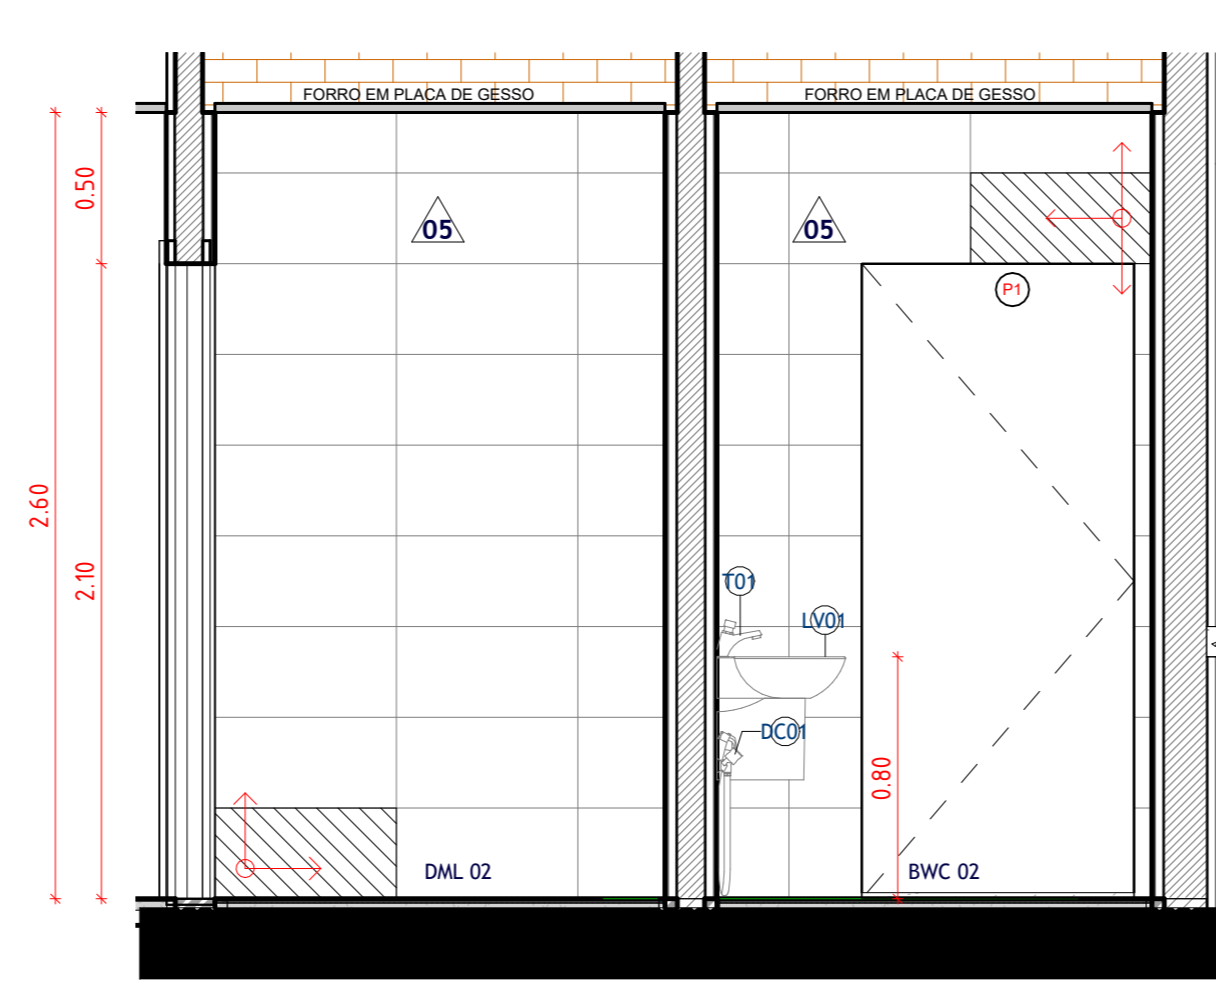 FORRO EM PLACA DE GESSO
FORRO EM PLACA DE GESSO
0.50
05
05
P1
2.60
2.10
T01
LV01
DC01
0.80
DML 02
BWC 02